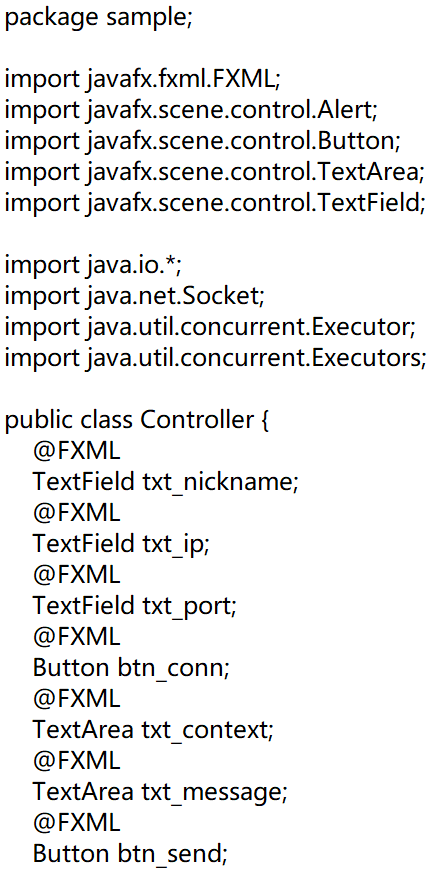 package sample;

import javafx.fxml.FXML;
import javafx.scene.control.Alert;
import javafx.scene.control.Button;
import javafx.scene.control.TextArea;
import javafx.scene.control.TextField;

import java.io.*;
import java.net.Socket;
import java.util.concurrent.Executor;
import java.util.concurrent.Executors;

public class Controller {
    @FXML
    TextField txt_nickname;
    @FXML
    TextField txt_ip;
    @FXML
    TextField txt_port;
    @FXML
    Button btn_conn;
    @FXML
    TextArea txt_context;
    @FXML
    TextArea txt_message;
    @FXML
    Button btn_send;